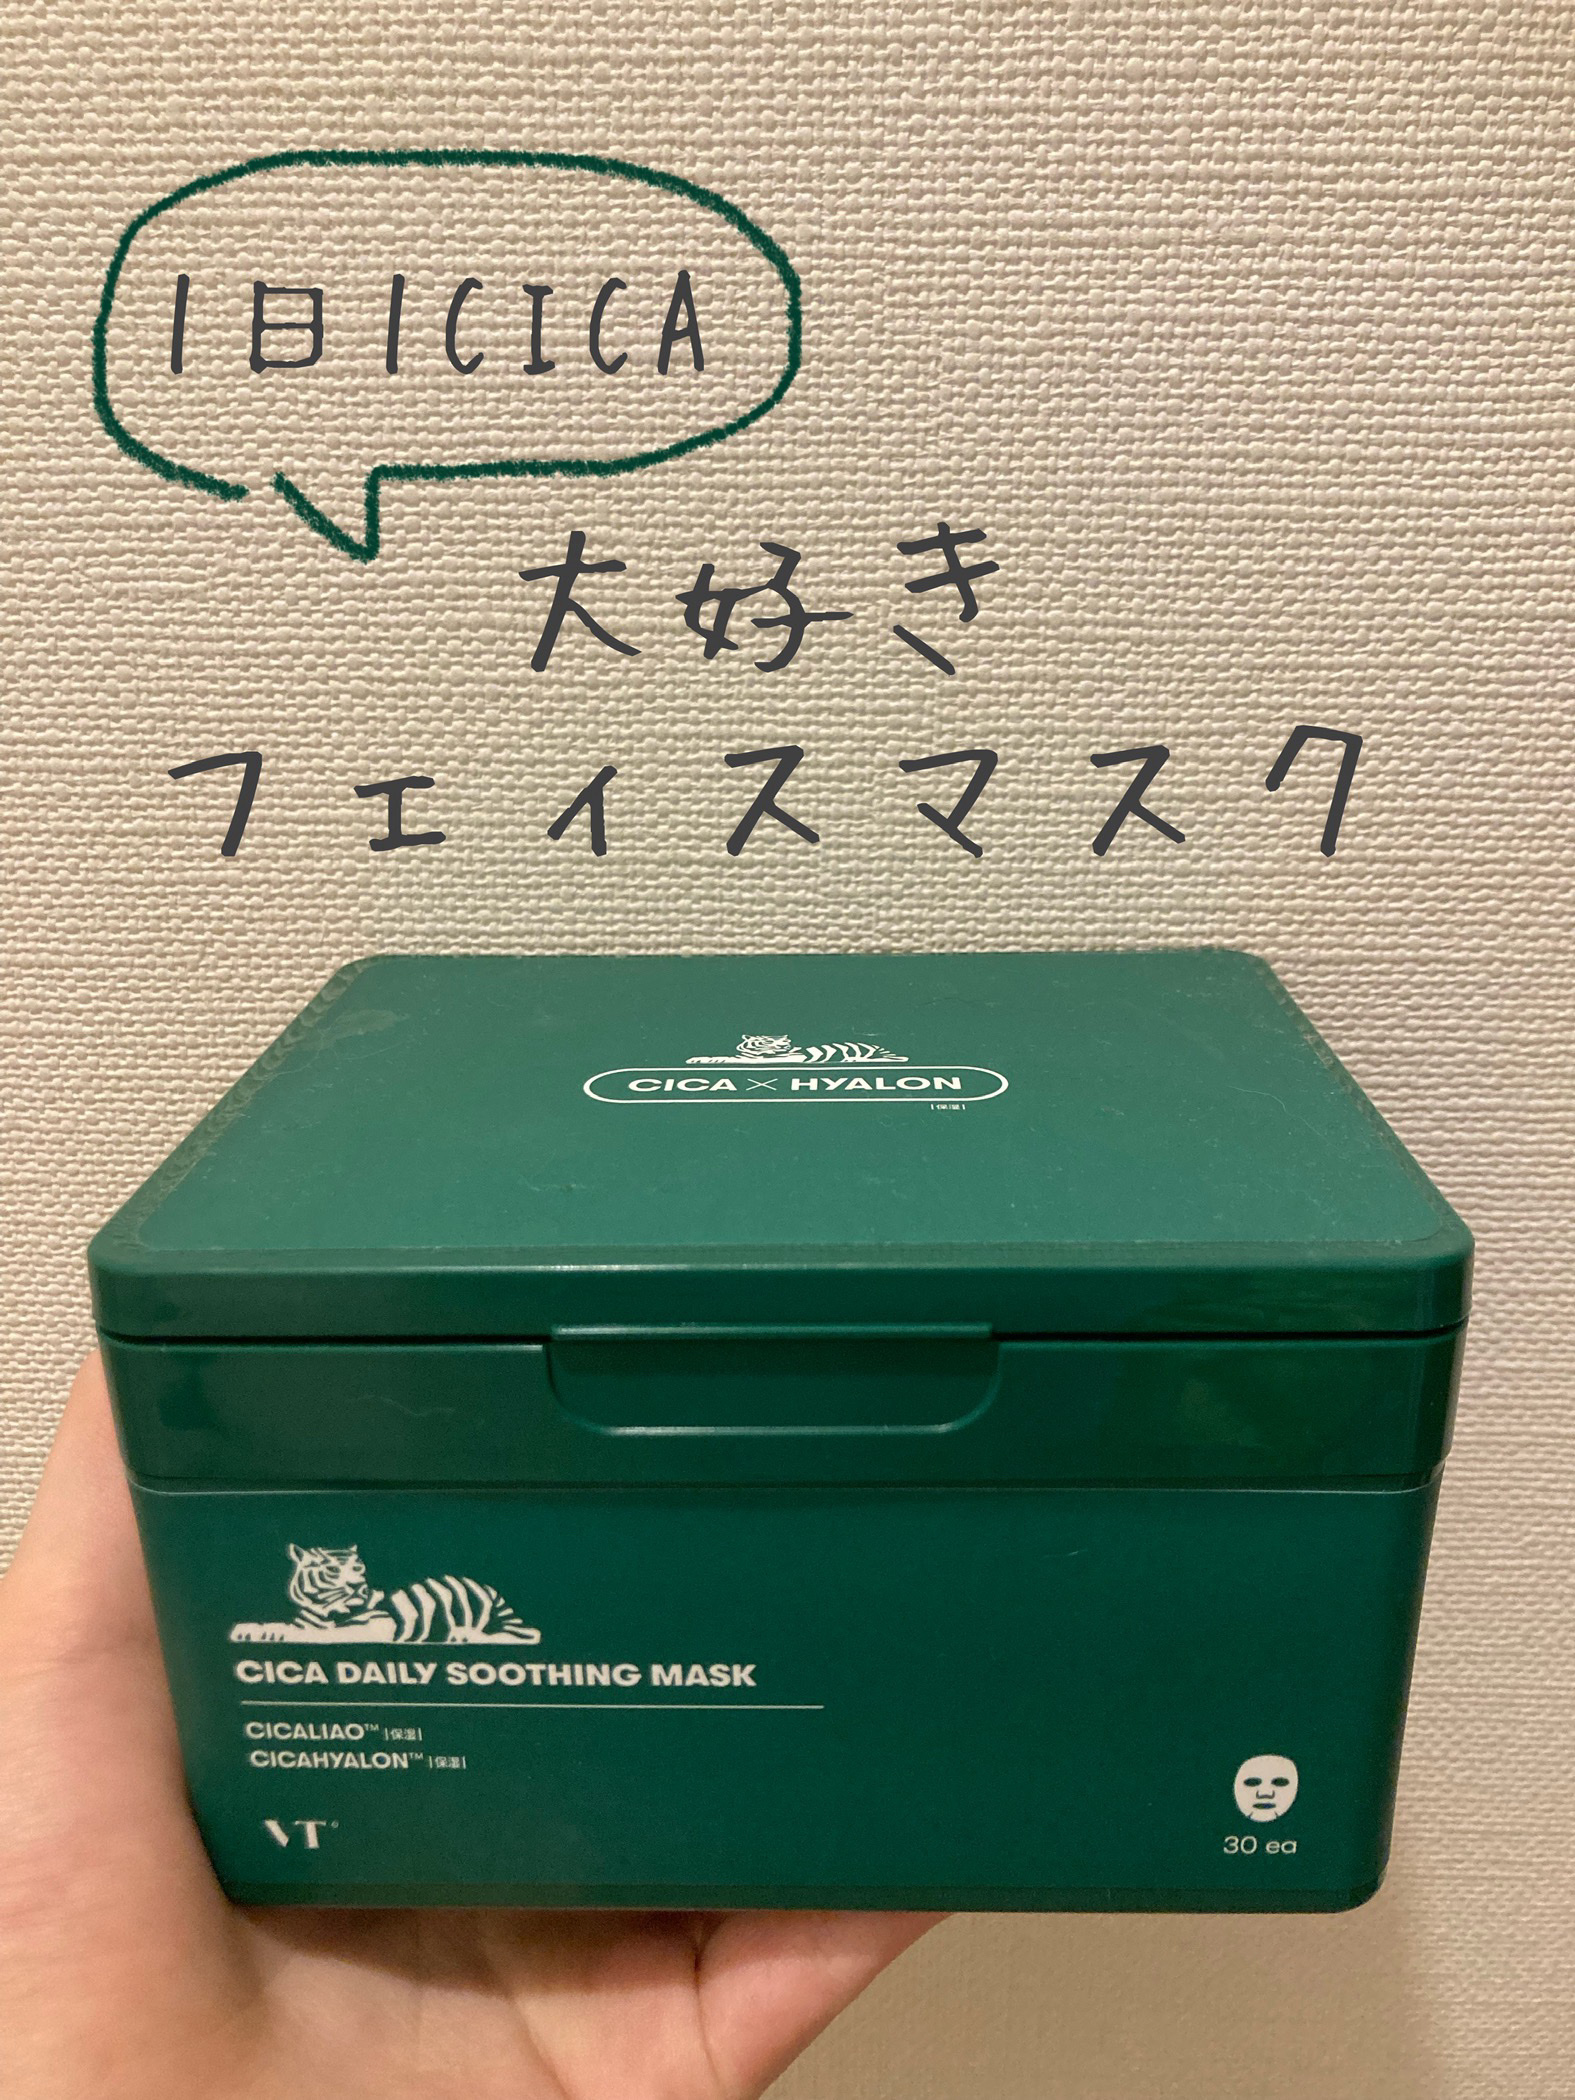 1日1CICA
大好き
フェイスマスク
CICA × HYALON
|保湿|
CICA DAILY SOOTHING MASK
CICALIAO™ |保湿|
CICAHYALON™ |保湿|
VT
30 ea